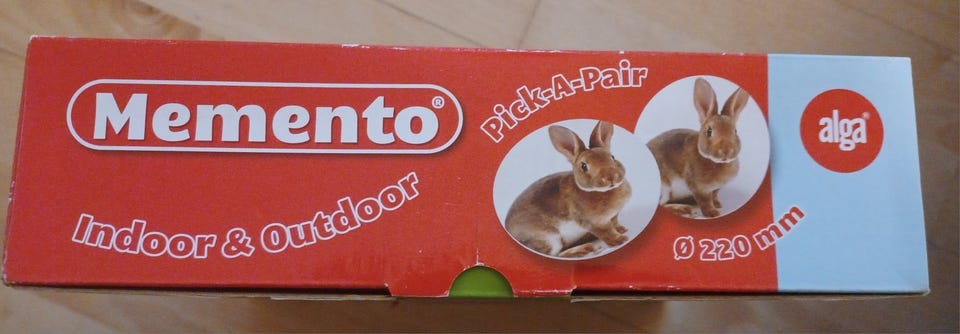 Memento®
Pick-A-Pair
alga®
Indoor & Outdoor
Ø 220 mm